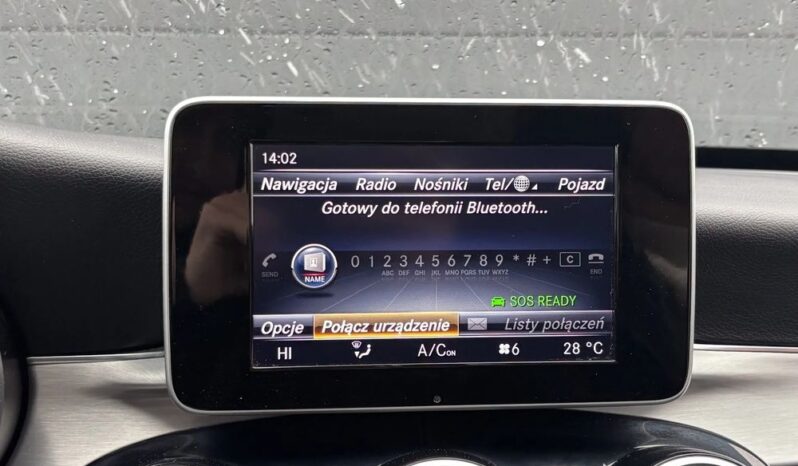 14:02
Nawigacja Radio Nośniki Tel/ Pojazd
Gotowy do telefonii Bluetooth...
0 1 2 3 4 5 6 7 8 9 * # + C
SEND NAME ABC DEF GHI JKL MNO PQRS TUV WXYZ END
SOS READY
Opcje Połącz urządzenie Listy połączeń
HI A/C ON 6 28 °C